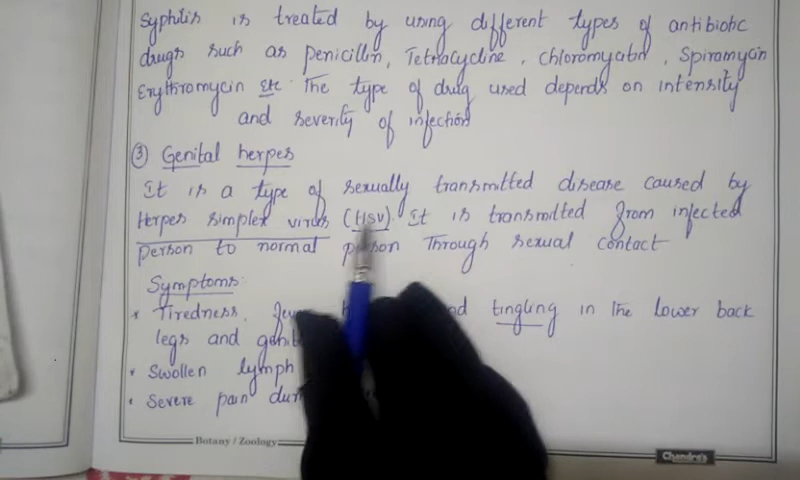 Syphilis is treated by using different types of antibiotic
drugs such as penicillin, Tetracycline, chloromycitin, Spiramycin
Erythromycin Etc. The type of drug used depends on intensity
and severity of infection
③ Genital herpes
It is a type of sexually transmitted disease caused by
Herpes simplex virus (HSV). It is transmitted from infected
person to normal person through sexual contact
Symptoms:
* Tiredness, and tingling in the lower back
legs and
* Swollen lymph
* Severe pain
Botany / Zoology
Chandra's